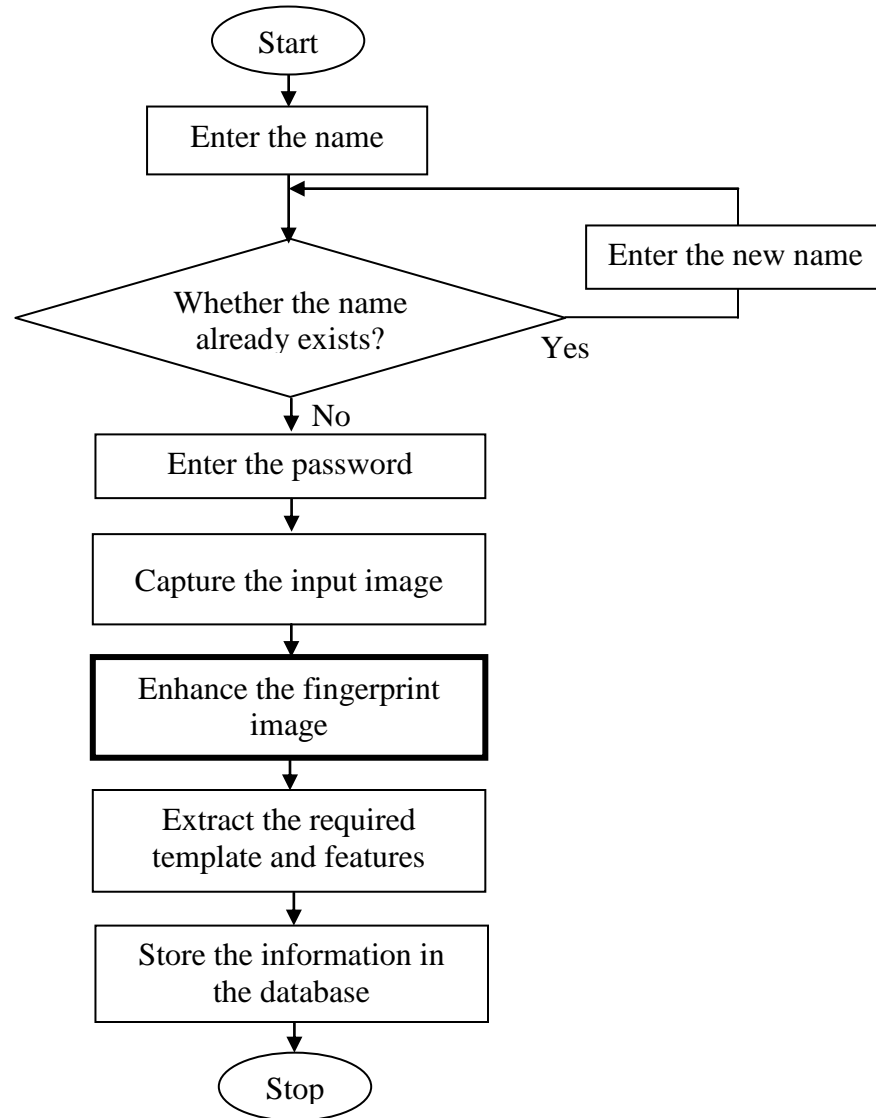 Start
Enter the name
Enter the new name
Whether the name
already exists?
Yes
No
Enter the password
Capture the input image
Enhance the fingerprint
image
Extract the required
template and features
Store the information in
the database
Stop